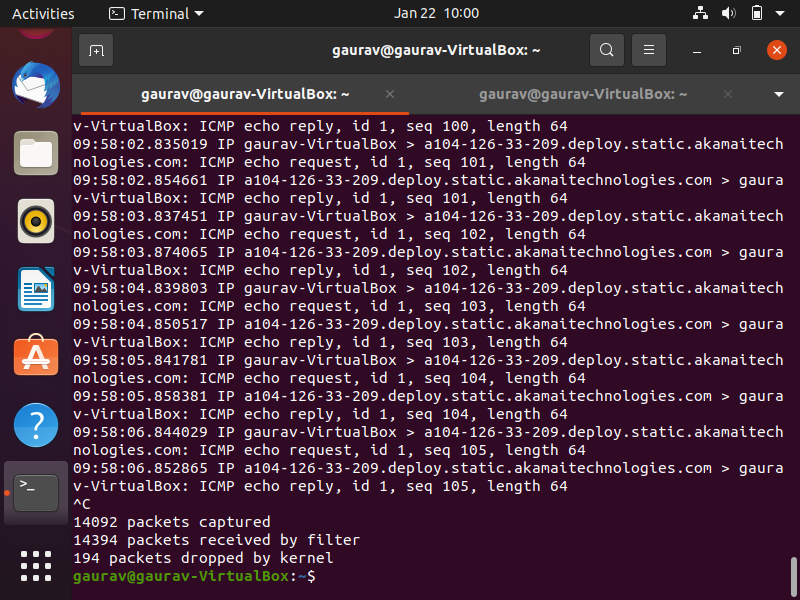 Activities Terminal Jan 22 10:00
gaurav@gaurav-VirtualBox: ~
gaurav@gaurav-VirtualBox: ~ gaurav@gaurav-VirtualBox: ~
v-VirtualBox: ICMP echo reply, id 1, seq 100, length 64
09:58:02.835019 IP gaurav-VirtualBox > a104-126-33-209.deploy.static.akamaitech
nologies.com: ICMP echo request, id 1, seq 101, length 64
09:58:02.854661 IP a104-126-33-209.deploy.static.akamaitechnologies.com > gaura
v-VirtualBox: ICMP echo reply, id 1, seq 101, length 64
09:58:03.837451 IP gaurav-VirtualBox > a104-126-33-209.deploy.static.akamaitech
nologies.com: ICMP echo request, id 1, seq 102, length 64
09:58:03.874065 IP a104-126-33-209.deploy.static.akamaitechnologies.com > gaura
v-VirtualBox: ICMP echo reply, id 1, seq 102, length 64
09:58:04.839803 IP gaurav-VirtualBox > a104-126-33-209.deploy.static.akamaitech
nologies.com: ICMP echo request, id 1, seq 103, length 64
09:58:04.850517 IP a104-126-33-209.deploy.static.akamaitechnologies.com > gaura
v-VirtualBox: ICMP echo reply, id 1, seq 103, length 64
09:58:05.841781 IP gaurav-VirtualBox > a104-126-33-209.deploy.static.akamaitech
nologies.com: ICMP echo request, id 1, seq 104, length 64
09:58:05.858381 IP a104-126-33-209.deploy.static.akamaitechnologies.com > gaura
v-VirtualBox: ICMP echo reply, id 1, seq 104, length 64
09:58:06.844029 IP gaurav-VirtualBox > a104-126-33-209.deploy.static.akamaitech
nologies.com: ICMP echo request, id 1, seq 105, length 64
09:58:06.852865 IP a104-126-33-209.deploy.static.akamaitechnologies.com > gaura
v-VirtualBox: ICMP echo reply, id 1, seq 105, length 64
^C
14092 packets captured
14394 packets received by filter
194 packets dropped by kernel
gaurav@gaurav-VirtualBox:~$